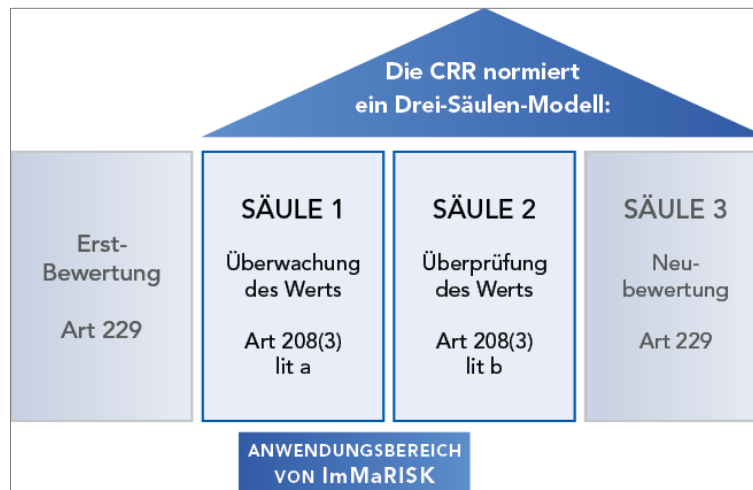 Die CRR normiert
ein Drei-Säulen-Modell:
Erst-
Bewertung
Art 229
SÄULE 1
Überwachung
des Werts
Art 208(3)
lit a
SÄULE 2
Überprüfung
des Werts
Art 208(3)
lit b
SÄULE 3
Neu-
bewertung
Art 229
ANWENDUNGSBEREICH
VON ImMaRISK